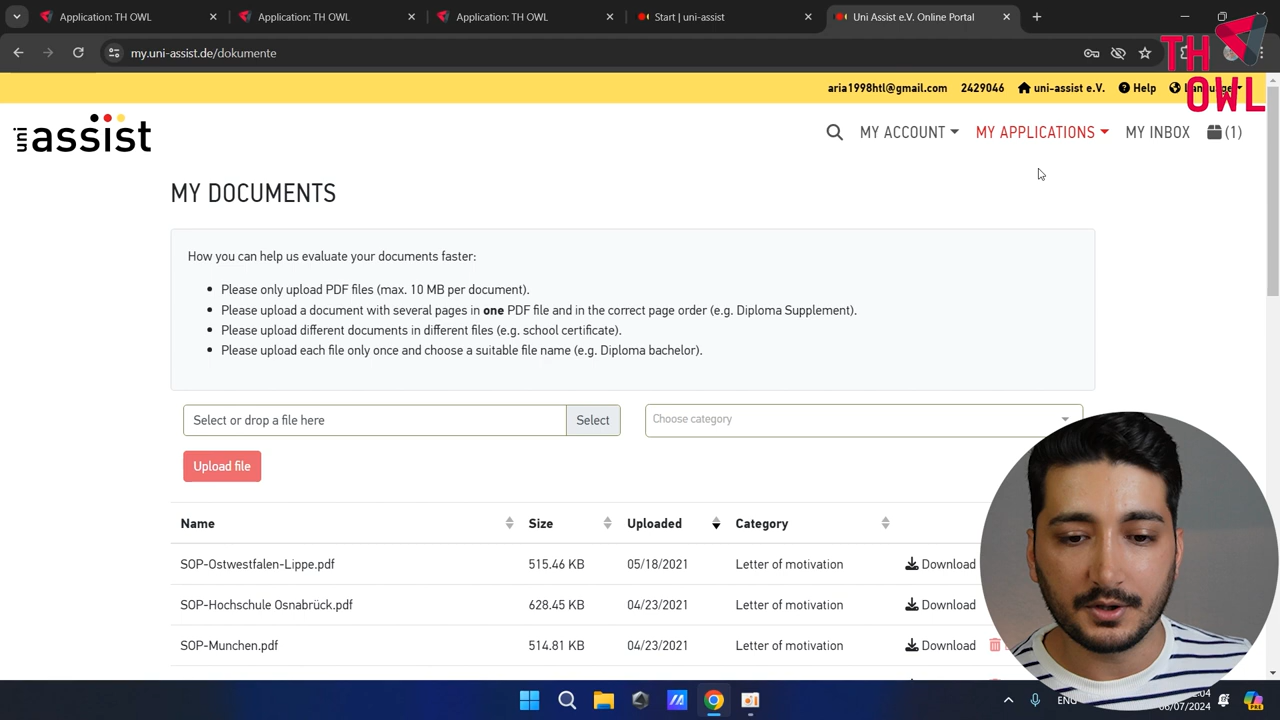 Application: TH OWL
Application: TH OWL
Application: TH OWL
Start | uni-assist
Uni Assist e.V. Online Portal
my.uni-assist.de/dokumente
TH
OWL
aria1998htl@gmail.com 2429046 uni-assist e.V. Help
uni assist
MY ACCOUNT MY APPLICATIONS MY INBOX (1)
MY DOCUMENTS
How you can help us evaluate your documents faster:
Please only upload PDF files (max. 10 MB per document).
Please upload a document with several pages in one PDF file and in the correct page order (e.g. Diploma Supplement).
Please upload different documents in different files (e.g. school certificate).
Please upload each file only once and choose a suitable file name (e.g. Diploma bachelor).
Select or drop a file here Select Choose category
Upload file
Name Size Uploaded Category
SOP-Ostwestfalen-Lippe.pdf 515.46 KB 05/18/2021 Letter of motivation Download
SOP-Hochschule Osnabrück.pdf 628.45 KB 04/23/2021 Letter of motivation Download
SOP-Munchen.pdf 514.81 KB 04/23/2021 Letter of motivation Download
ENG